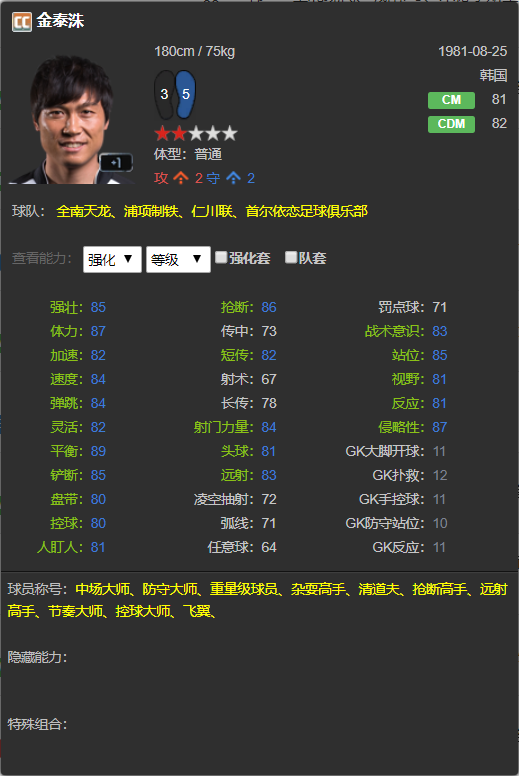 CC 金泰洙
180cm / 75kg 1981-08-25
韩国
3 5 CM 81
CDM 82
体型：普通
+1
攻 2 守 2
球队： 全南天龙、浦项制铁、仁川联、首尔依恋足球俱乐部
查看能力： 强化 ▼ 等级 ▼ 强化套 队套
强壮：85 抢断：86 罚点球：71
体力：87 传中：73 战术意识：83
加速：82 短传：82 站位：85
速度：84 射术：67 视野：81
弹跳：84 长传：78 反应：81
灵活：82 射门力量：84 侵略性：87
平衡：89 头球：81 GK大脚开球：11
铲断：85 远射：83 GK扑救：12
盘带：80 凌空抽射：72 GK手控球：11
控球：80 弧线：71 GK防守站位：10
人盯人：81 任意球：64 GK反应：11
球员称号：中场大师、防守大师、重量级球员、杂耍高手、清道夫、抢断高手、远射
高手、节奏大师、控球大师、飞翼、
隐藏能力：
特殊组合：